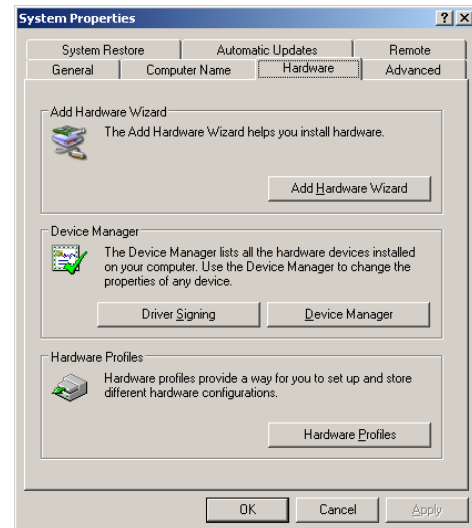 System Properties
System Restore Automatic Updates Remote
General Computer Name Hardware Advanced
Add Hardware Wizard
The Add Hardware Wizard helps you install hardware.
Add Hardware Wizard
Device Manager
The Device Manager lists all the hardware devices installed
on your computer. Use the Device Manager to change the
properties of any device.
Driver Signing Device Manager
Hardware Profiles
Hardware profiles provide a way for you to set up and store
different hardware configurations.
Hardware Profiles
OK Cancel Apply